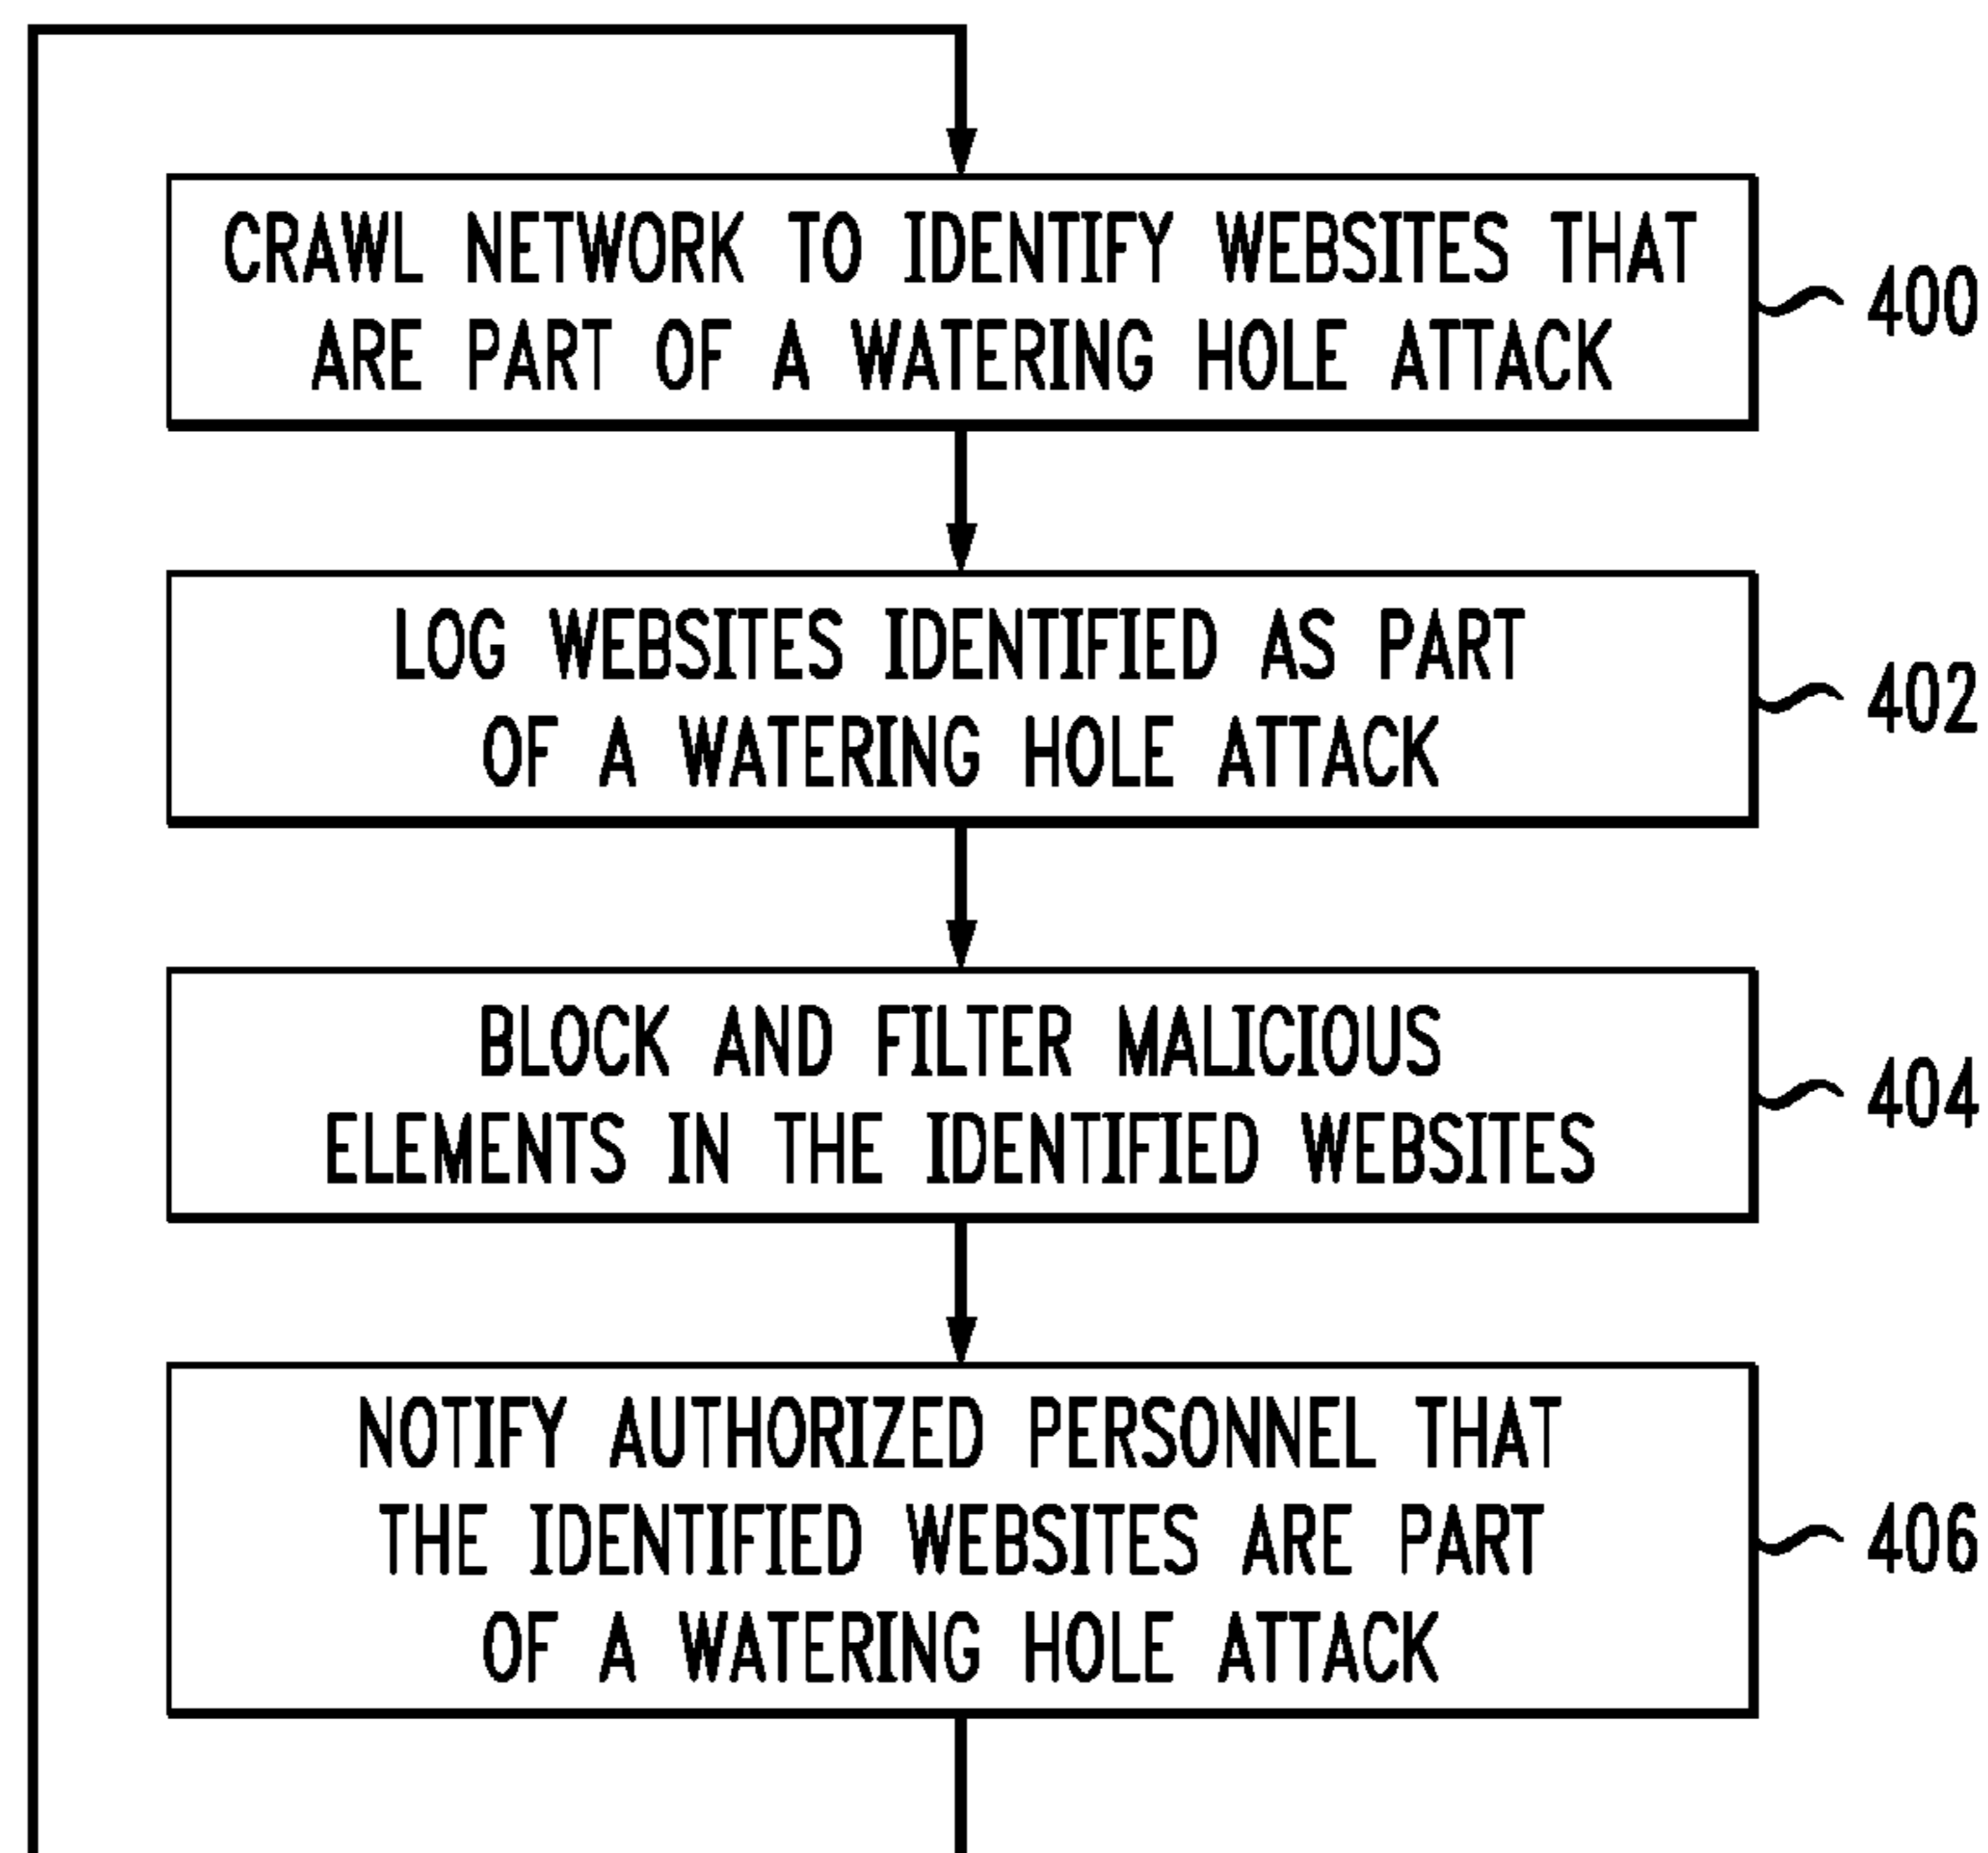 CRAWL NETWORK TO IDENTIFY WEBSITES THAT
ARE PART OF A WATERING HOLE ATTACK
400
LOG WEBSITES IDENTIFIED AS PART
OF A WATERING HOLE ATTACK
402
BLOCK AND FILTER MALICIOUS
ELEMENTS IN THE IDENTIFIED WEBSITES
404
NOTIFY AUTHORIZED PERSONNEL THAT
THE IDENTIFIED WEBSITES ARE PART
OF A WATERING HOLE ATTACK
406